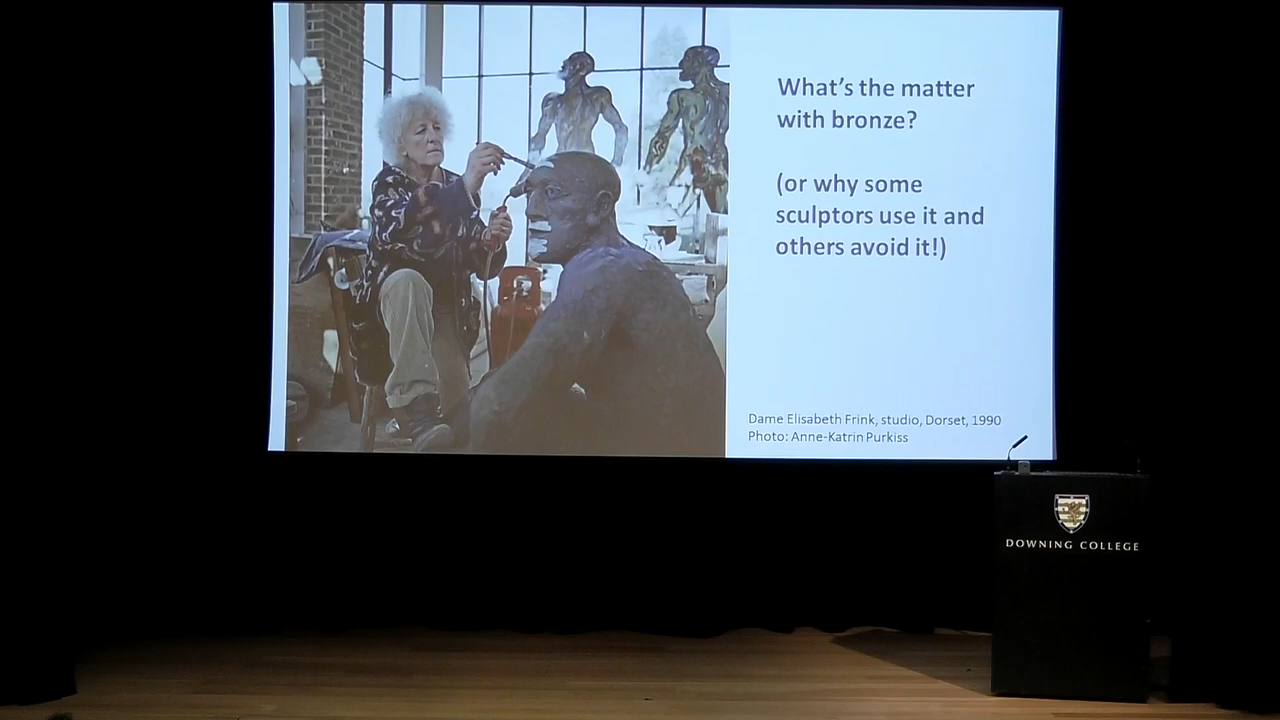 What's the matter
with bronze?
(or why some
sculptors use it and
others avoid it!)
Dame Elisabeth Frink, studio, Dorset, 1990
Photo: Anne-Katrin Purkiss
DOWNING COLLEGE